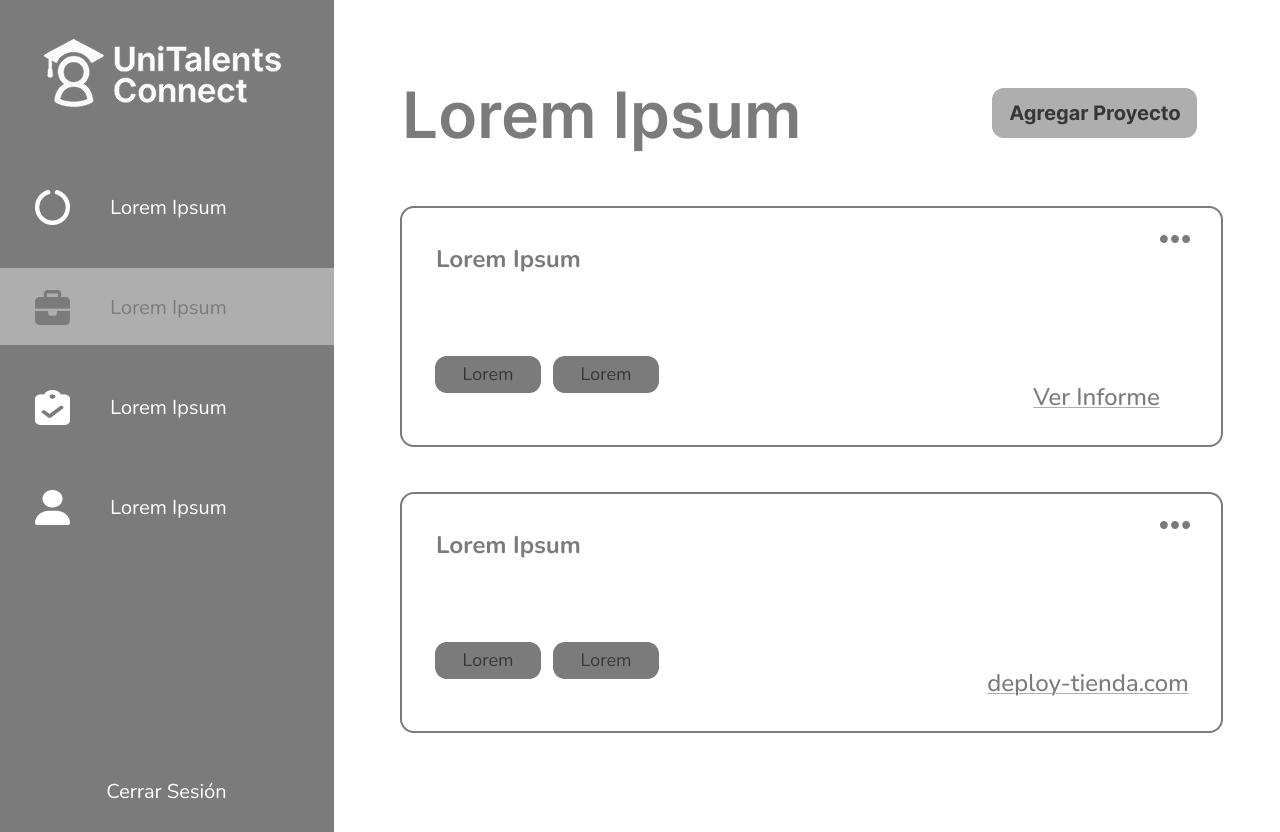 UniTalents
Connect
Lorem Ipsum
Lorem Ipsum
Lorem Ipsum
Lorem Ipsum
Cerrar Sesión
Lorem Ipsum
Agregar Proyecto
Lorem Ipsum
Lorem
Lorem
Ver Informe
Lorem Ipsum
Lorem
Lorem
deploy-tienda.com